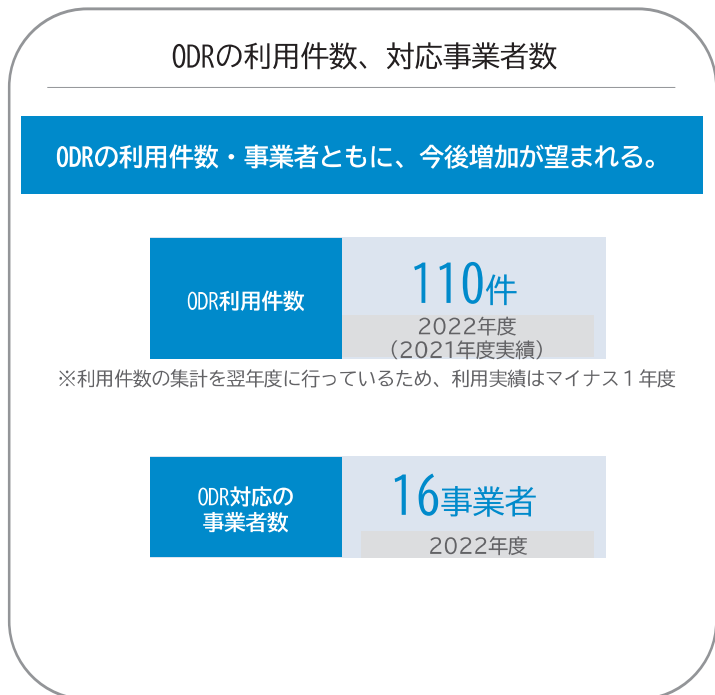 ODRの利用件数、対応事業者数
ODRの利用件数・事業者ともに、今後増加が望まれる。
ODR利用件数
110件
2022年度
（2021年度実績）
※利用件数の集計を翌年度に行っているため、利用実績はマイナス１年度
ODR対応の
事業者数
16事業者
2022年度